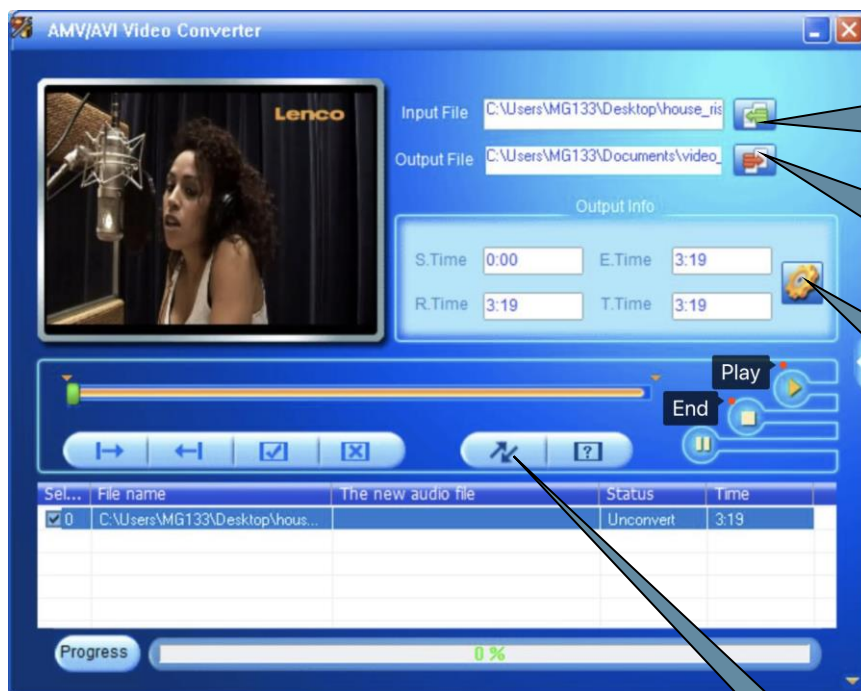 AMV/AVI Video Converter
Lenco
Input File C:\Users\MG133\Desktop\house_ris
Output File C:\Users\MG133\Documents\video_
Output Info
S.Time 0:00 E.Time 3:19
R.Time 3:19 T.Time 3:19
Play
End
Sel... File name The new audio file Status Time
0 C:\Users\MG133\Desktop\hous... Unconvert 3:19
Progress 0 %